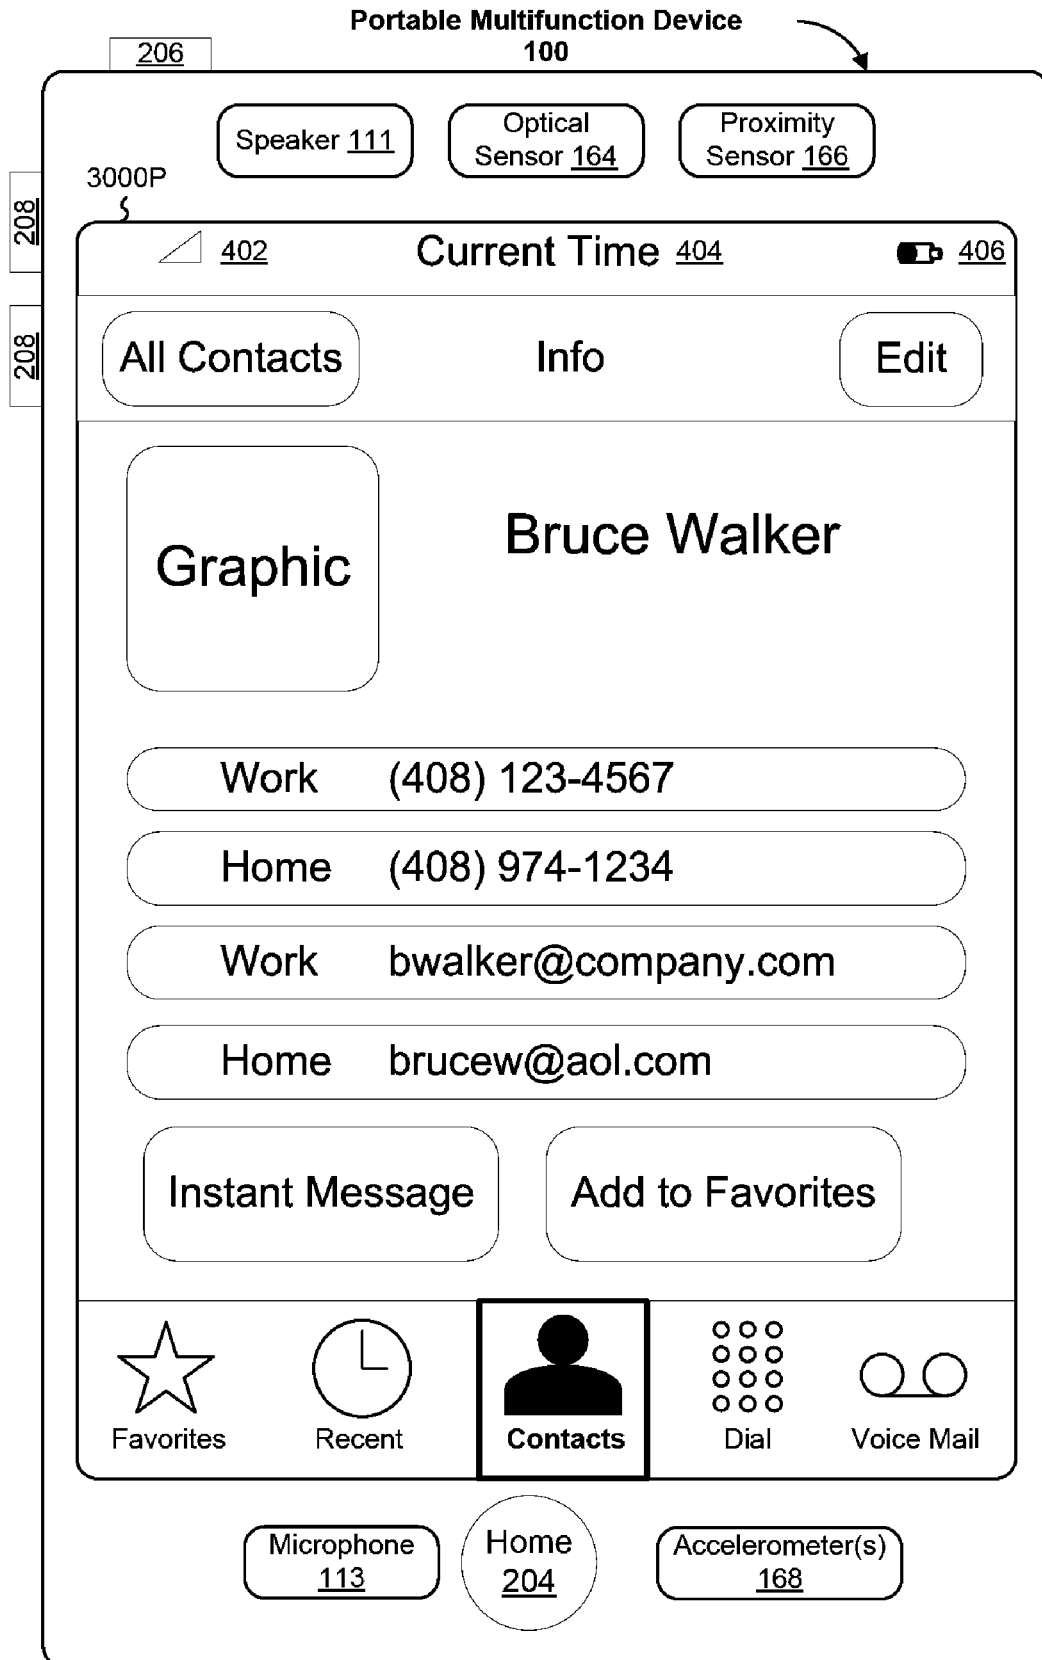 Portable Multifunction Device
100
206
Speaker 111
Optical
Sensor 164
Proximity
Sensor 166
3000P
208
208
402
Current Time 404
406
All Contacts
Info
Edit
Graphic
Bruce Walker
Work (408) 123-4567
Home (408) 974-1234
Work bwalker@company.com
Home brucew@aol.com
Instant Message
Add to Favorites
Favorites
Recent
Contacts
Dial
Voice Mail
Microphone
113
Home
204
Accelerometer(s)
168